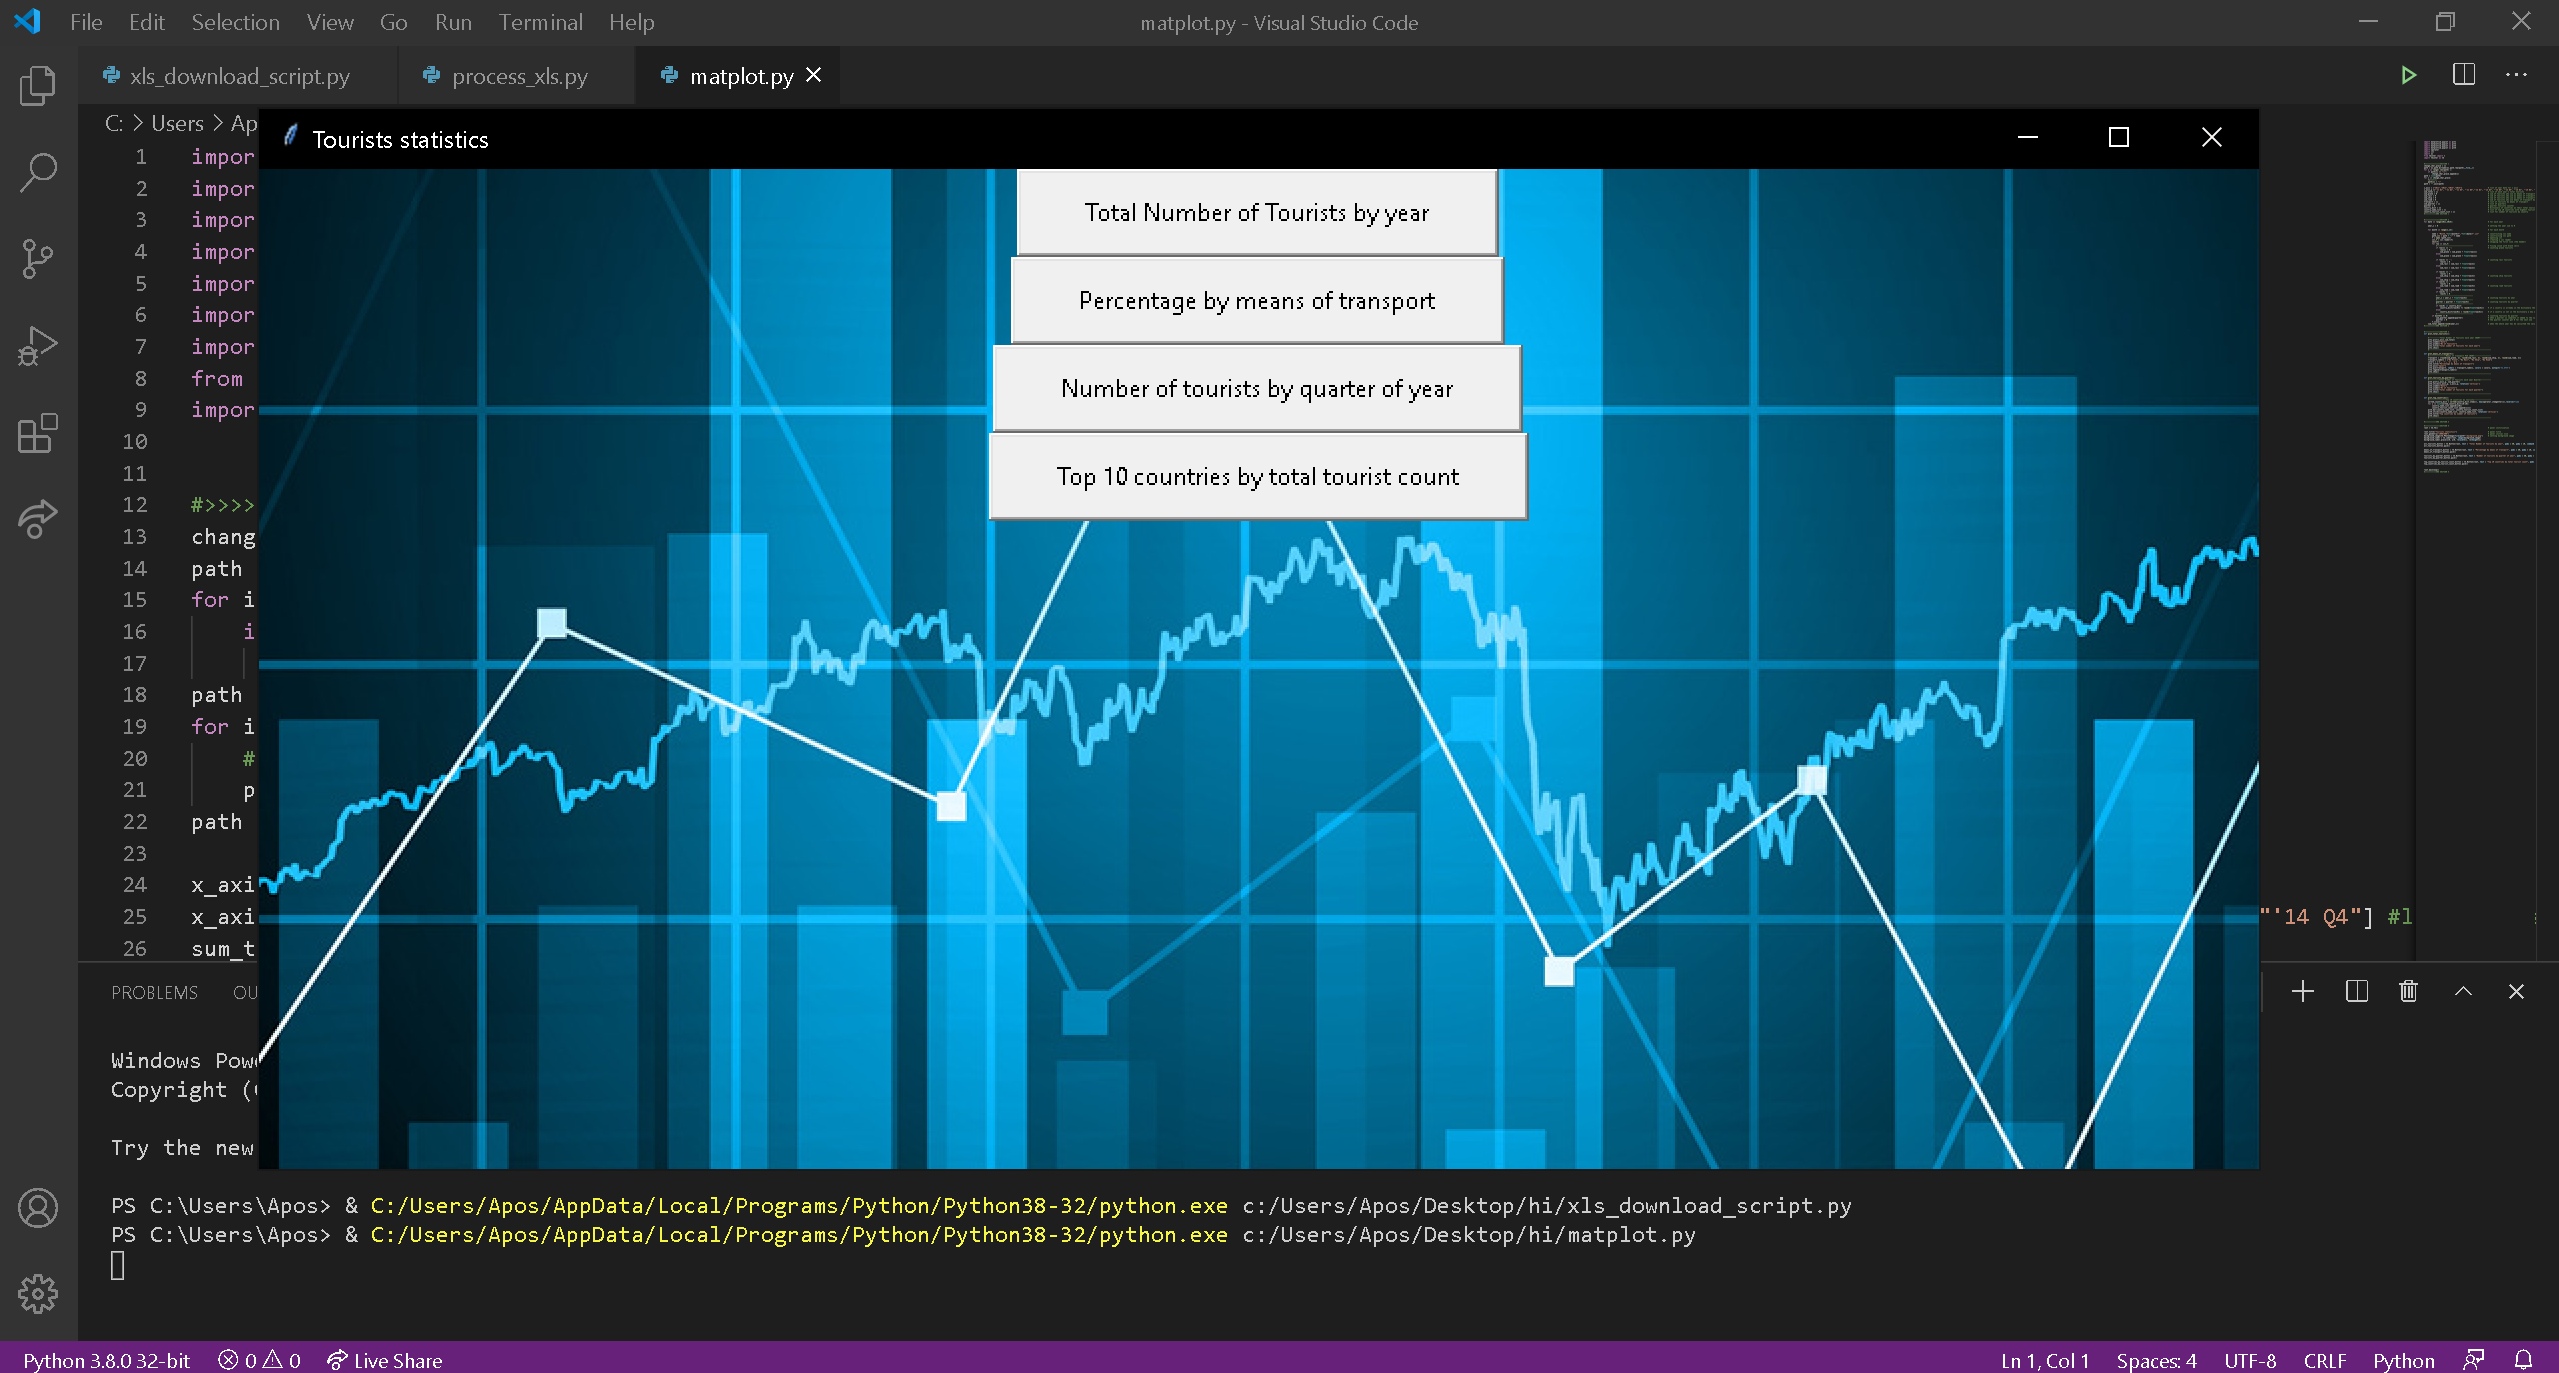 File Edit Selection View Go Run Terminal Help
matplot.py - Visual Studio Code
xls_download_script.py
process_xls.py
matplot.py
C: > Users > Ap
Tourists statistics
Total Number of Tourists by year
Percentage by means of transport
Number of tourists by quarter of year
Top 10 countries by total tourist count
1 impor
2 impor
3 impor
4 impor
5 impor
6 impor
7 impor
8 from
9 impor
10
11
12 #>>>>
13 chang
14 path
15 for i
16 i
17
18 path
19 for i
20 #
21 p
22 path
23
24 x_axi
25 x_axi "'14 Q4"] #l
26 sum_t
PROBLEMS OU
Windows Pow
Copyright (
Try the new
PS C:\Users\Apos> & C:/Users/Apos/AppData/Local/Programs/Python/Python38-32/python.exe c:/Users/Apos/Desktop/hi/xls_download_script.py
PS C:\Users\Apos> & C:/Users/Apos/AppData/Local/Programs/Python/Python38-32/python.exe c:/Users/Apos/Desktop/hi/matplot.py
Python 3.8.0 32-bit 0 0 Live Share Ln 1, Col 1 Spaces: 4 UTF-8 CRLF Python